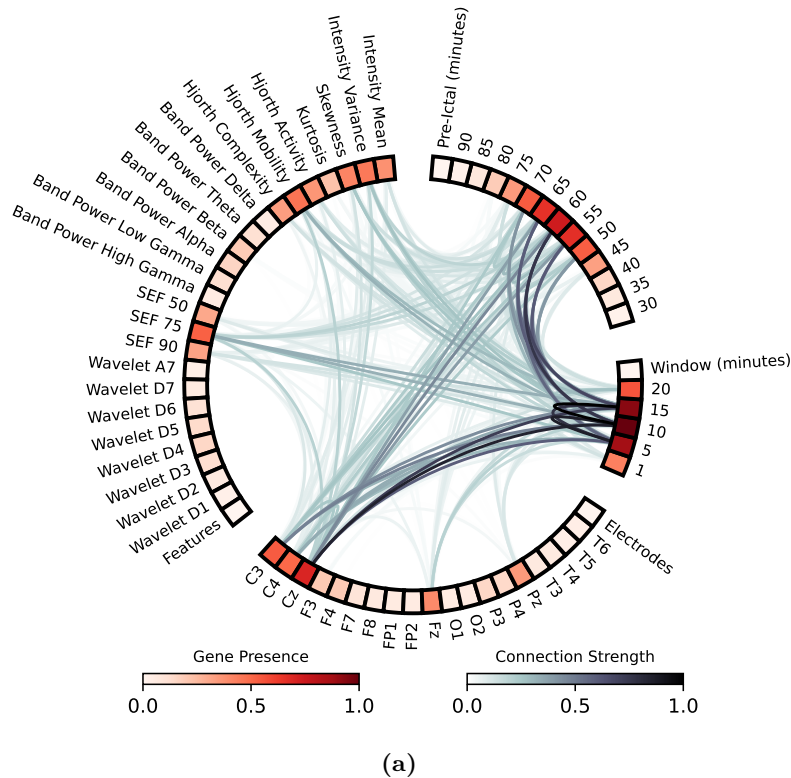 Pre-Ictal (minutes)
90
85
80
75
70
65
60
55
50
45
40
35
30
Window (minutes)
20
15
10
5
1
Electrodes
T6
T5
T4
T3
Pz
P4
P3
O2
O1
Fz
FP2
FP1
F8
F7
F4
F3
Cz
C4
C3
Features
Wavelet D1
Wavelet D2
Wavelet D3
Wavelet D4
Wavelet D5
Wavelet D6
Wavelet D7
Wavelet A7
SEF 90
SEF 75
SEF 50
Band Power High Gamma
Band Power Low Gamma
Band Power Alpha
Band Power Beta
Band Power Theta
Band Power Delta
Hjorth Complexity
Hjorth Mobility
Hjorth Activity
Kurtosis
Skewness
Intensity Variance
Intensity Mean
Gene Presence
0.0 0.5 1.0
Connection Strength
0.0 0.5 1.0
(a)